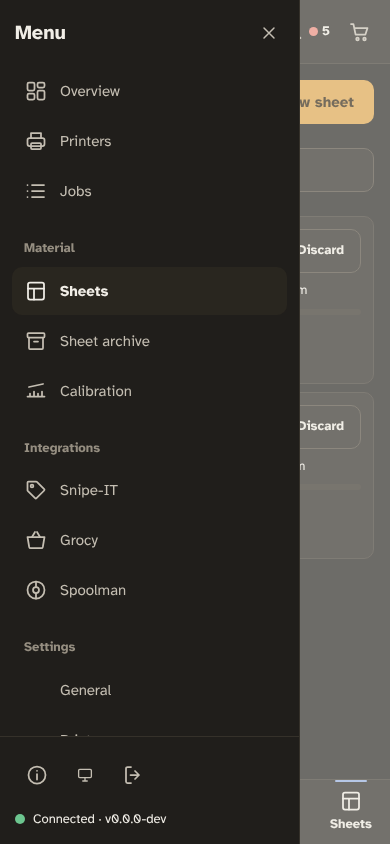 Menu
5
Overview
w sheet
Printers
Jobs
Material
Discard
Sheets
m
Sheet archive
Calibration
Discard
Integrations
Snipe-IT
Grocy
Spoolman
Settings
General
Connected · v0.0.0-dev
Sheets